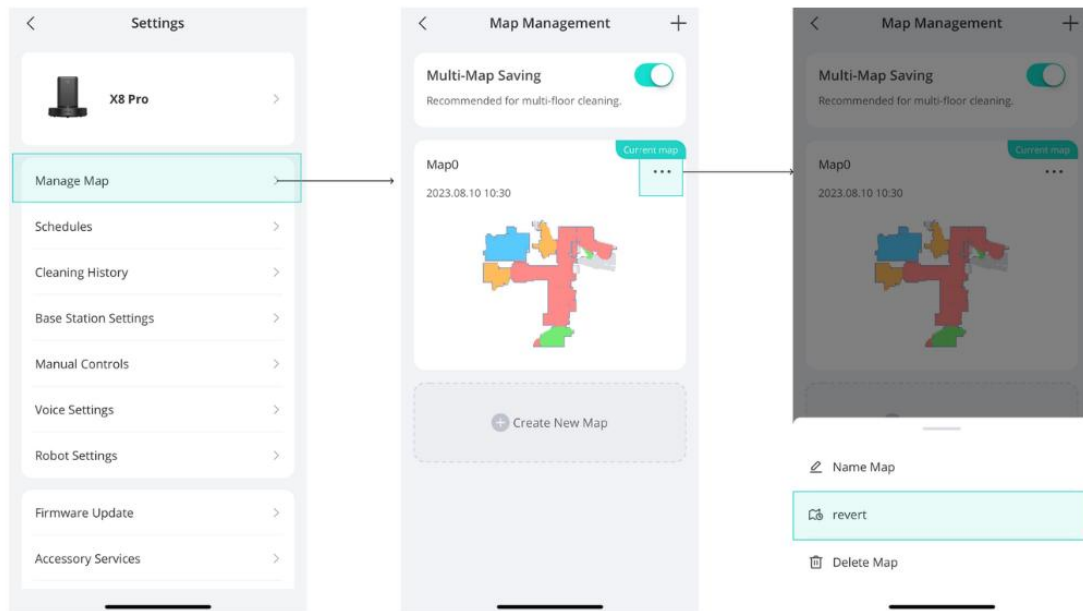 Settings
X8 Pro
Manage Map
Schedules
Cleaning History
Base Station Settings
Manual Controls
Voice Settings
Robot Settings
Firmware Update
Accessory Services
Map Management
Multi-Map Saving
Recommended for multi-floor cleaning.
Current map
Map0
2023.08.10 10:30
Create New Map
Map Management
Multi-Map Saving
Recommended for multi-floor cleaning.
Current map
Map0
2023.08.10 10:30
Name Map
revert
Delete Map